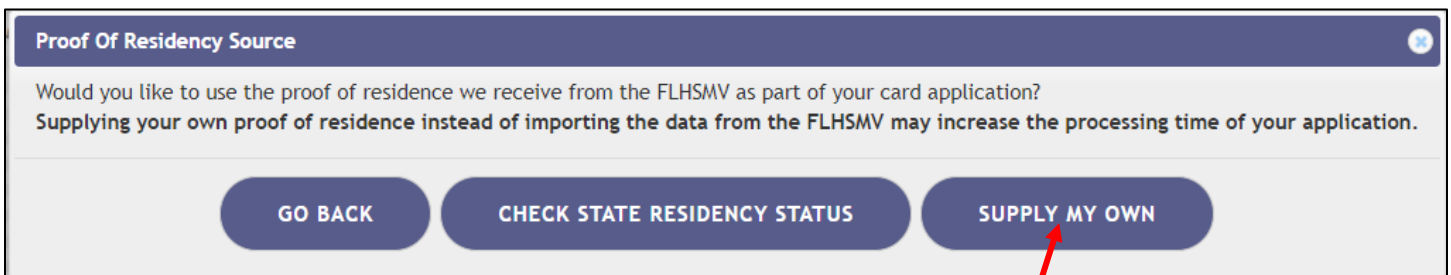 Proof Of Residency Source
Would you like to use the proof of residence we receive from the FLHSMV as part of your card application?
Supplying your own proof of residence instead of importing the data from the FLHSMV may increase the processing time of your application.
GO BACK CHECK STATE RESIDENCY STATUS SUPPLY MY OWN